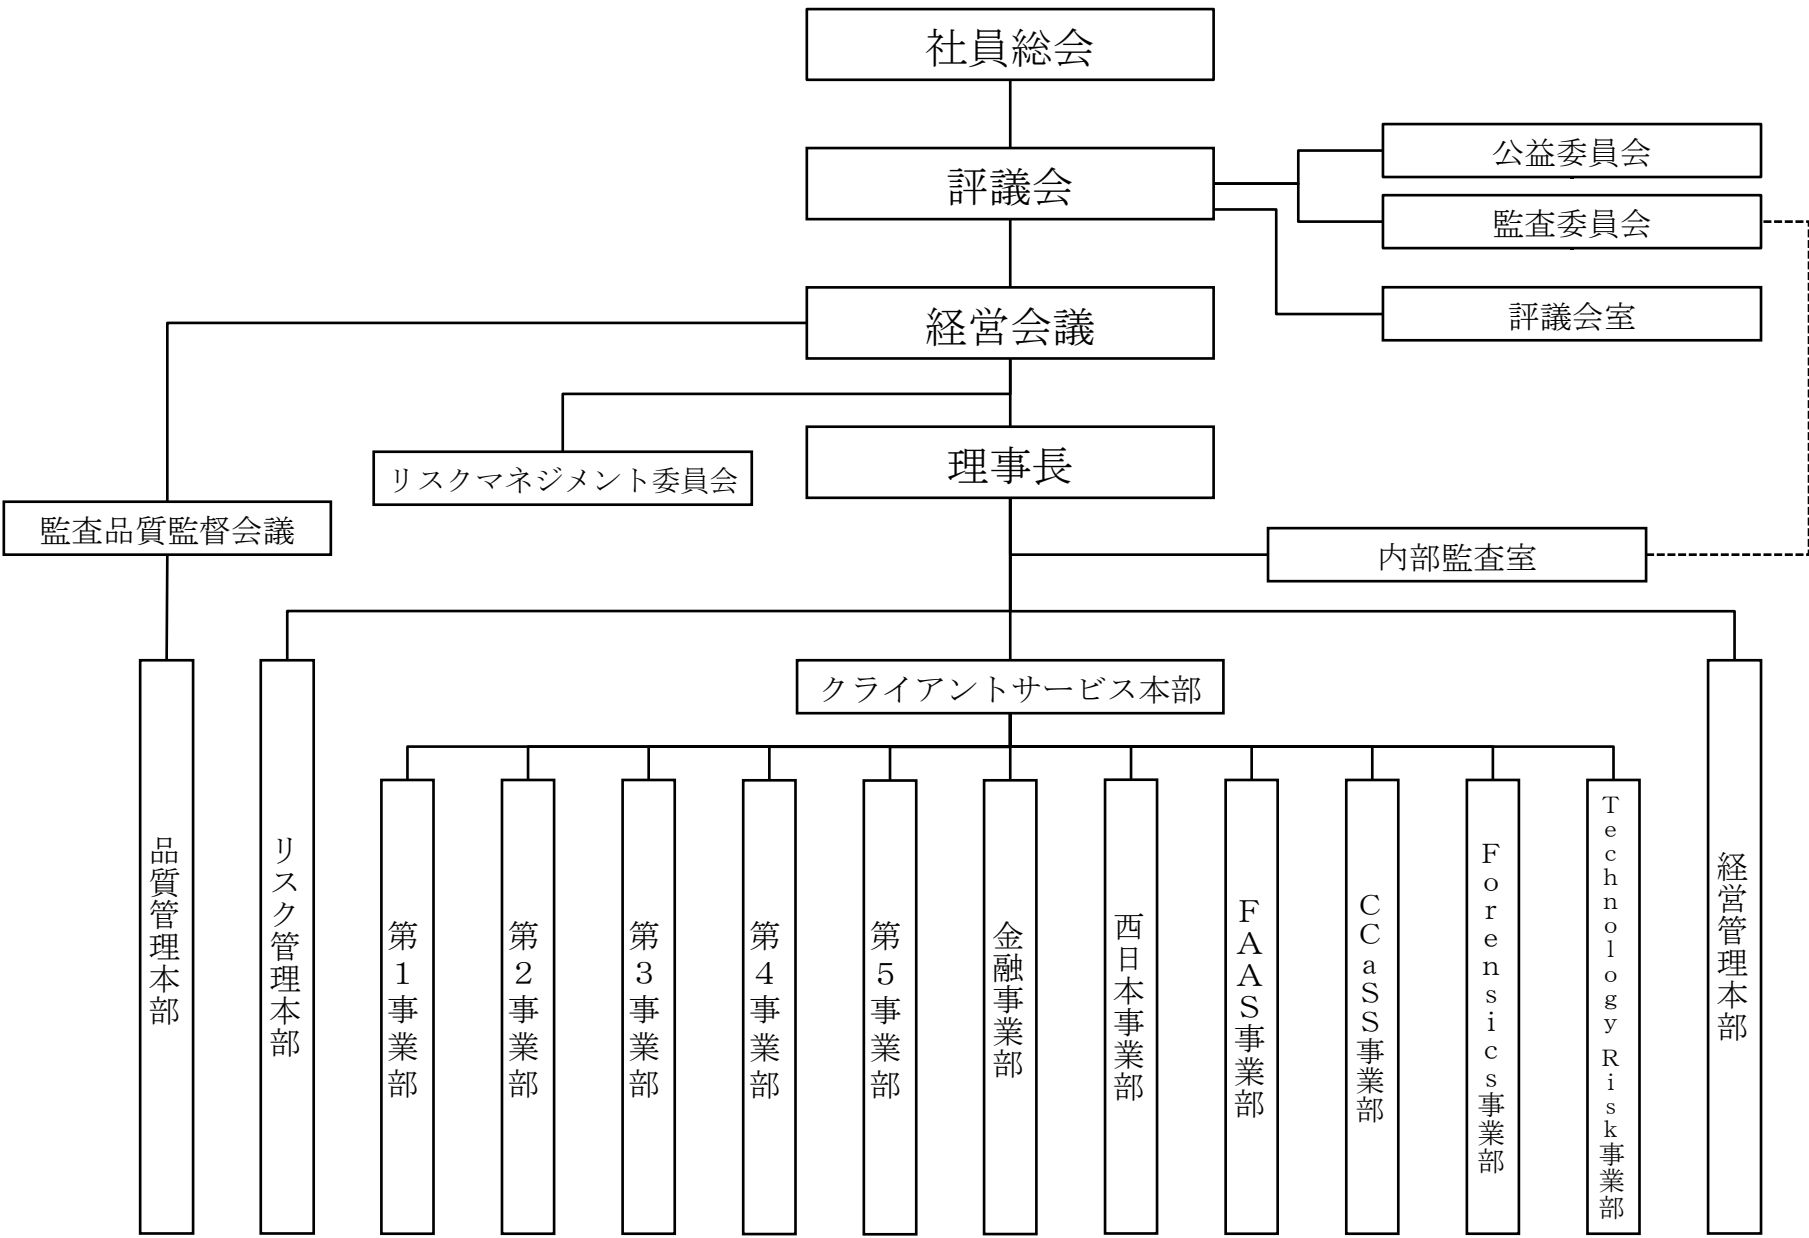 社員総会
評議会
公益委員会
監査委員会
評議会室
経営会議
リスクマネジメント委員会
理事長
監査品質監督会議
内部監査室
クライアントサービス本部
品質管理本部
リスク管理本部
第1事業部
第2事業部
第3事業部
第4事業部
第5事業部
金融事業部
西日本事業部
FAAS事業部
CCaSS事業部
Forensics事業部
Technology Risk事業部
経営管理本部